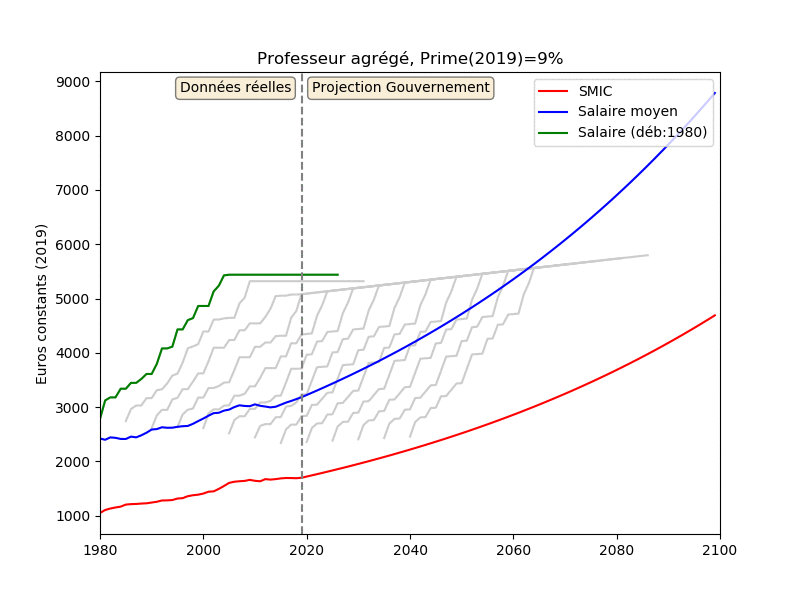 Professeur agrégé, Prime(2019)=9%
Données réelles
Projection Gouvernement
SMIC
Salaire moyen
Salaire (déb:1980)
Euros constants (2019)
9000
8000
7000
6000
5000
4000
3000
2000
1000
1980
2000
2020
2040
2060
2080
2100